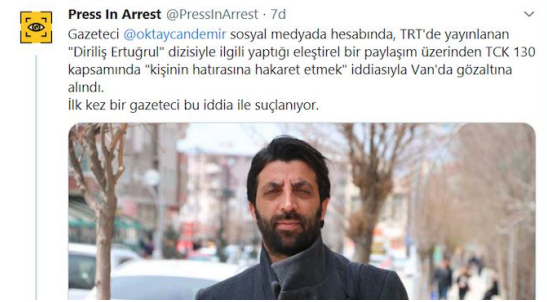 Press In Arrest @PressInArrest · 7d
Gazeteci @oktaycandemir sosyal medyada hesabında, TRT'de yayınlanan
"Diriliş Ertuğrul" dizisiyle ilgili yaptığı eleştirel bir paylaşım üzerinden TCK 130
kapsamında "kişinin hatırasına hakaret etmek" iddiasıyla Van'da gözaltına
alındı.
İlk kez bir gazeteci bu iddia ile suçlanıyor.